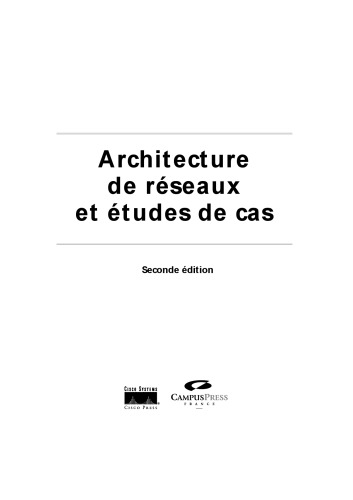 Architecture
de réseaux
et études de cas
Seconde édition
CISCO SYSTEMS
CISCO PRESS
CAMPUSPRESS
FRANCE